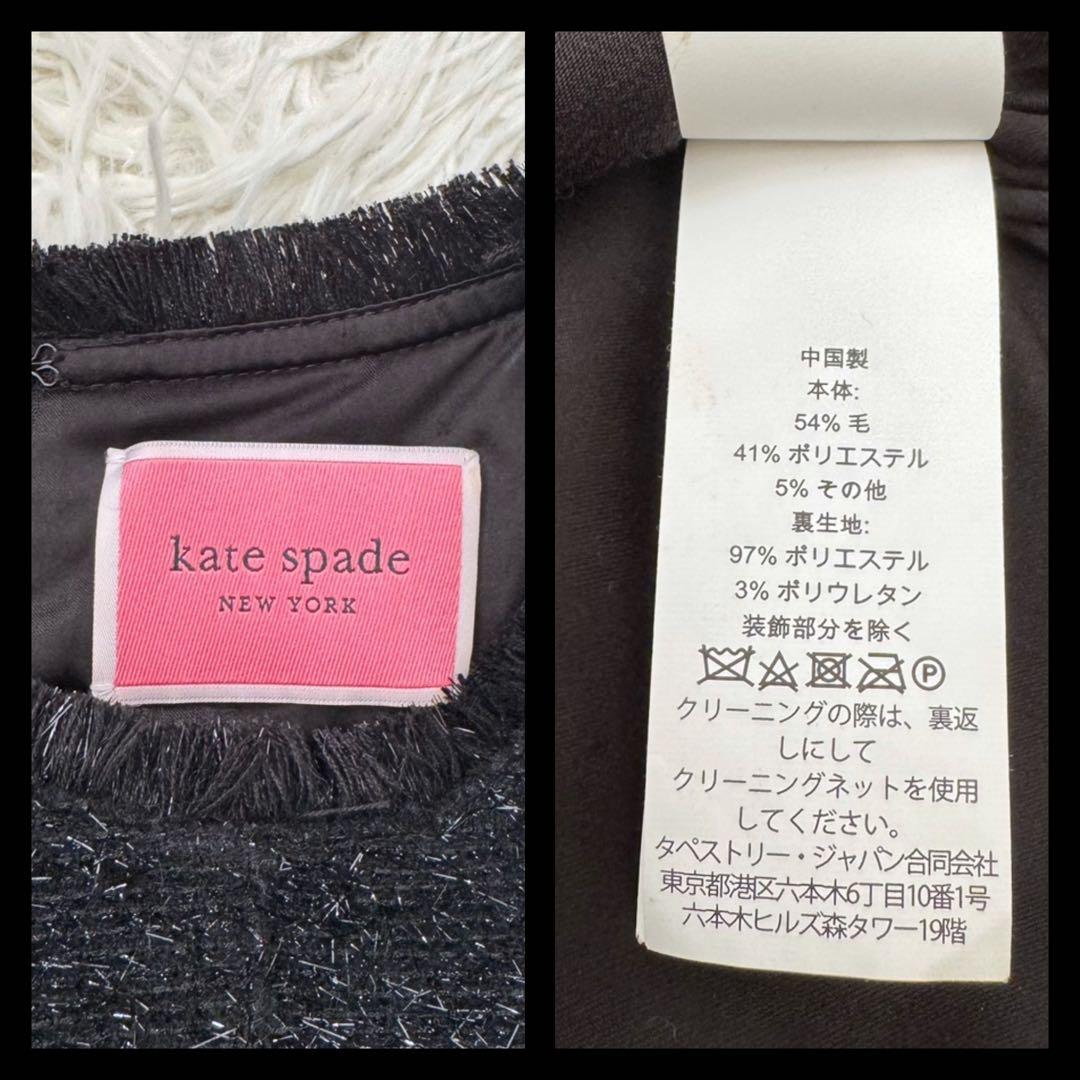 kate spade
NEW YORK
中国製
本体:
54% 毛
41% ポリエステル
5% その他
裏生地:
97% ポリエステル
3% ポリウレタン
装飾部分を除く
P
クリーニングの際は、裏返
しにして
クリーニングネットを使用
してください。
タペストリー・ジャパン合同会社
東京都港区六本木6丁目10番1号
六本木ヒルズ森タワー19階